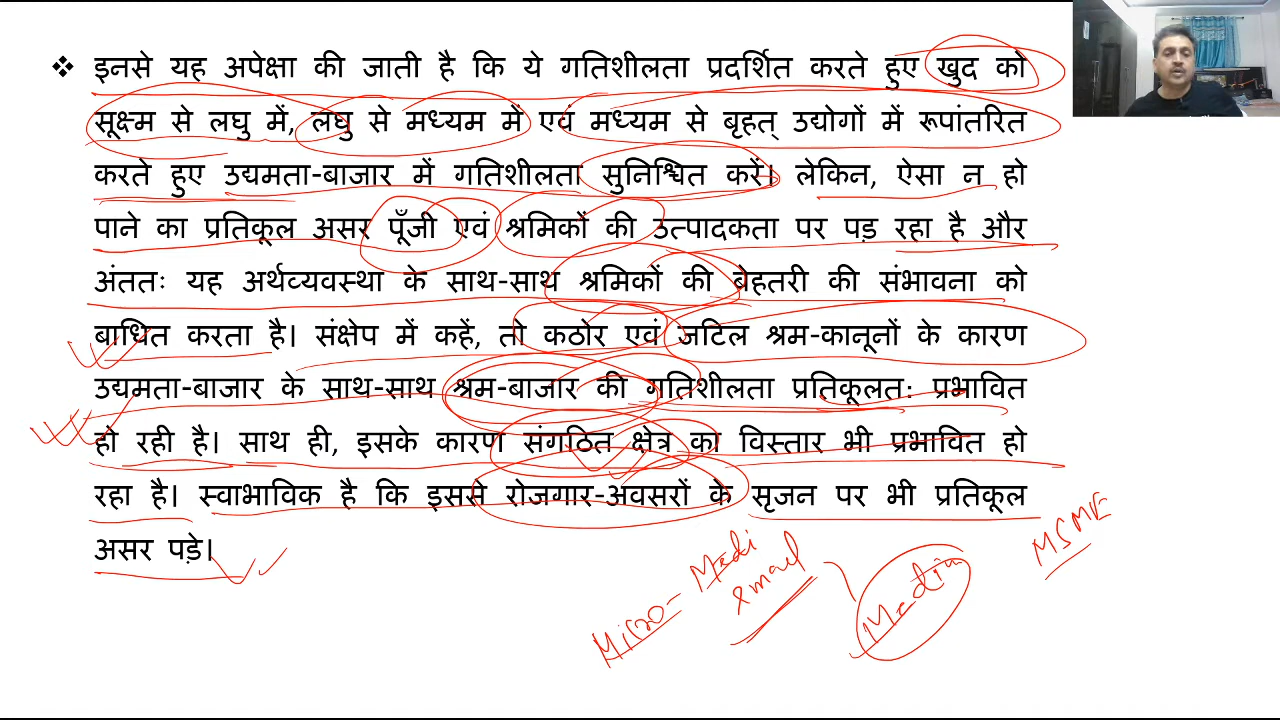 ❖ इनसे यह अपेक्षा की जाती है कि ये गतिशीलता प्रदर्शित करते हुए खुद को
सूक्ष्म से लघु में, लघु से मध्यम में एवं मध्यम से बृहत् उद्योगों में रूपांतरित
करते हुए उद्यमता-बाजार में गतिशीलता सुनिश्चित करें। लेकिन, ऐसा न हो
पाने का प्रतिकूल असर पूँजी एवं श्रमिकों की उत्पादकता पर पड़ रहा है और
अंततः यह अर्थव्यवस्था के साथ-साथ श्रमिकों की बेहतरी की संभावना को
बाधित करता है। संक्षेप में कहें, तो कठोर एवं जटिल श्रम-कानूनों के कारण
उद्यमता-बाजार के साथ-साथ श्रम-बाजार की गतिशीलता प्रतिकूलतः प्रभावित
हो रही है। साथ ही, इसके कारण संगठित क्षेत्र का विस्तार भी प्रभावित हो
रहा है। स्वाभाविक है कि इससे रोजगार-अवसरों के सृजन पर भी प्रतिकूल
असर पड़े।
MSME
Medi
Small
Micro-